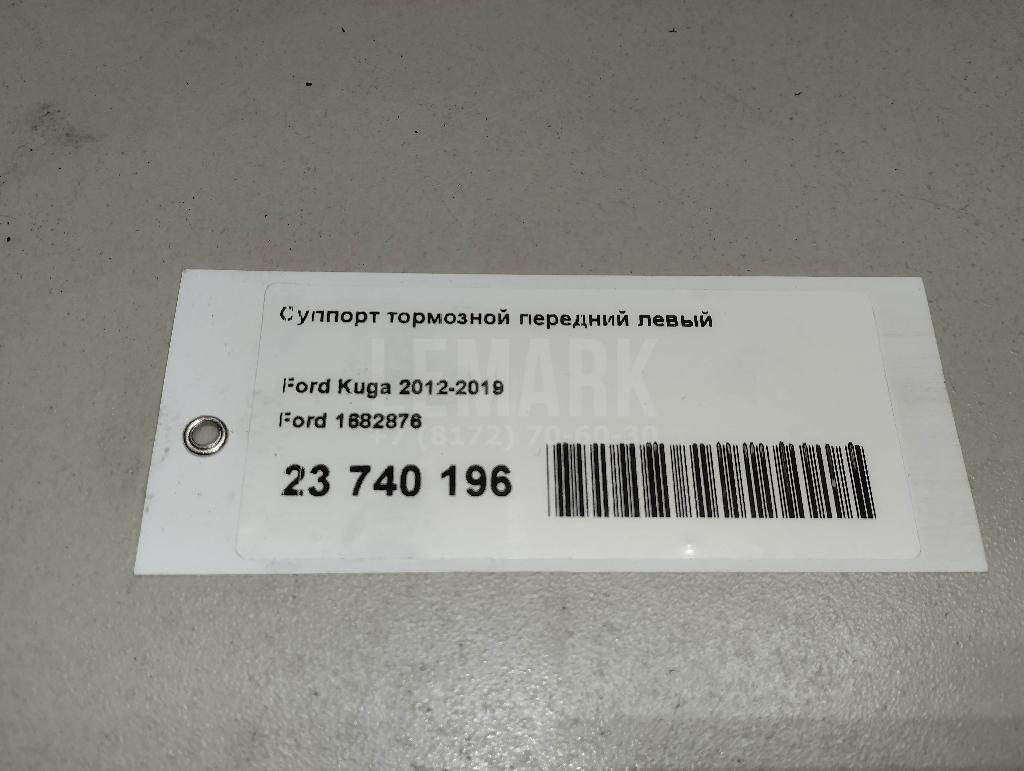 Суппорт тормозной передний левый
LEMARK
Ford Kuga 2012-2019
Ford 1682876
+7 (8172) 70-60-30
23 740 196